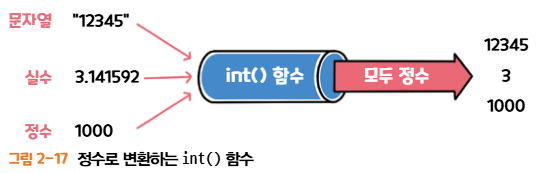 문자열 "12345"
실수 3.141592
정수 1000
int() 함수
모두 정수
12345
3
1000
그림 2-17 정수로 변환하는 int() 함수